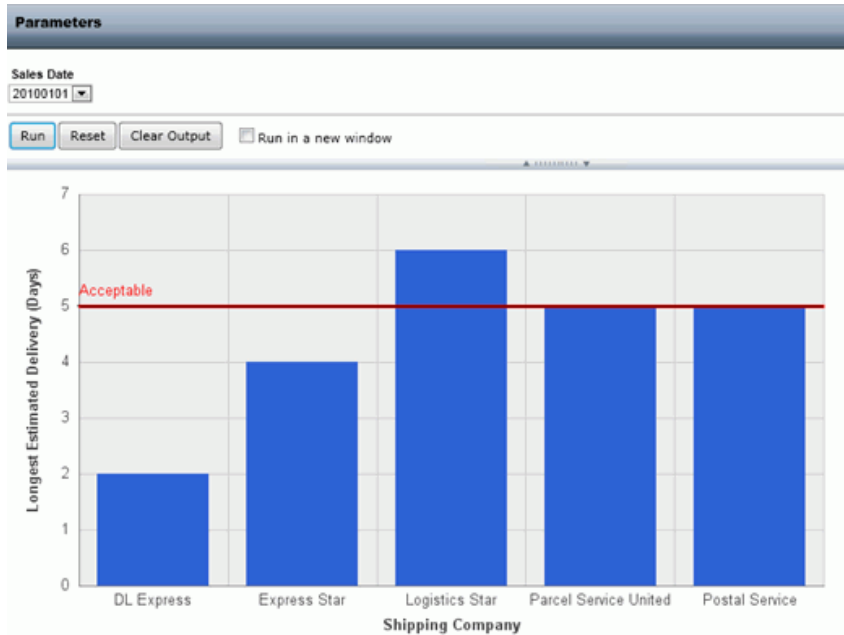 Parameters
Sales Date
20100101
Run Reset Clear Output Run in a new window
7
6
Acceptable
5
4
3
2
1
0
Longest Estimated Delivery (Days)
DL Express Express Star Logistics Star Parcel Service United Postal Service
Shipping Company